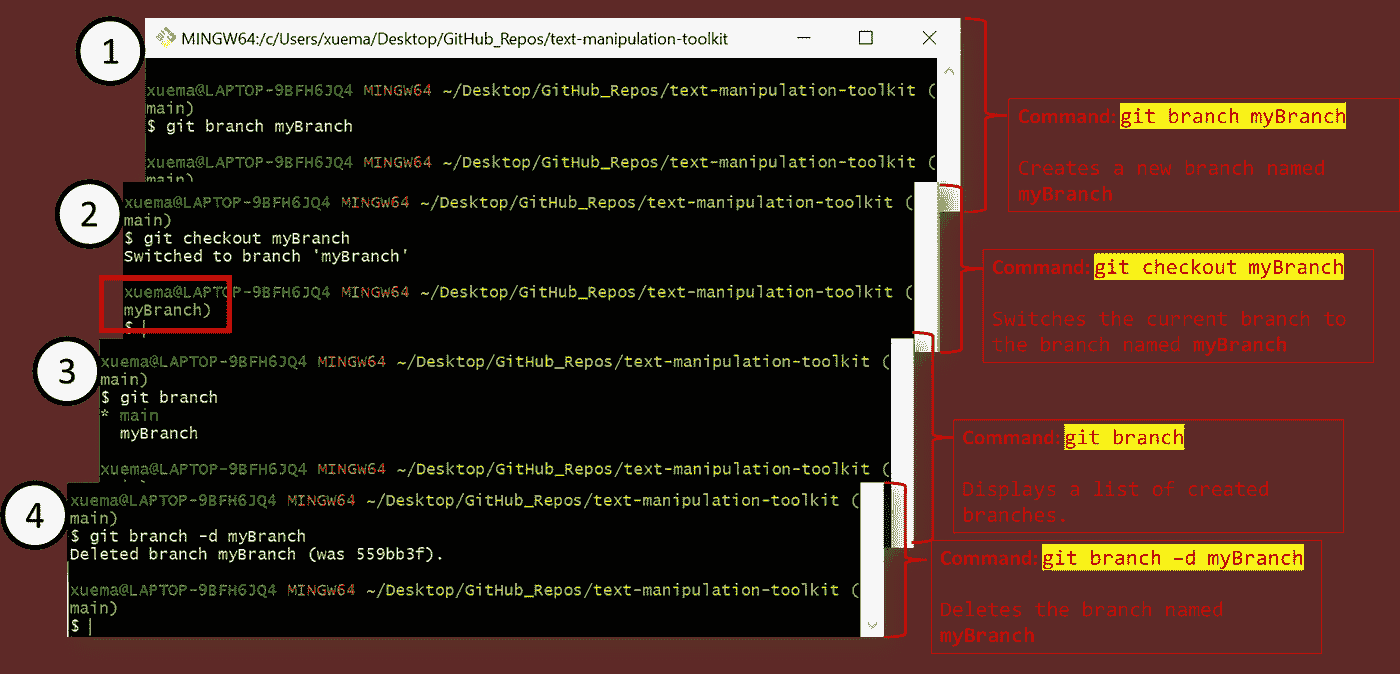 1
MINGW64:/c/Users/xuema/Desktop/GitHub_Repos/text-manipulation-toolkit
xuema@LAPTOP-9BFH6JQ4 MINGW64 ~/Desktop/GitHub_Repos/text-manipulation-toolkit (
main)
$ git branch myBranch
xuema@LAPTOP-9BFH6JQ4 MINGW64 ~/Desktop/GitHub_Repos/text-manipulation-toolkit (
main)
Command: git branch myBranch
Creates a new branch named
myBranch
2
xuema@LAPTOP-9BFH6JQ4 MINGW64 ~/Desktop/GitHub_Repos/text-manipulation-toolkit (
main)
$ git checkout myBranch
Switched to branch 'myBranch'
xuema@LAPTOP-9BFH6JQ4 MINGW64 ~/Desktop/GitHub_Repos/text-manipulation-toolkit (
myBranch)
$
Command: git checkout myBranch
Switches the current branch to
the branch named myBranch
3
xuema@LAPTOP-9BFH6JQ4 MINGW64 ~/Desktop/GitHub_Repos/text-manipulation-toolkit (
main)
$ git branch
* main
myBranch
xuema@LAPTOP-9BFH6JQ4 MINGW64 ~/Desktop/GitHub_Repos/text-manipulation-toolkit (
Command: git branch
Displays a list of created
branches.
4
xuema@LAPTOP-9BFH6JQ4 MINGW64 ~/Desktop/GitHub_Repos/text-manipulation-toolkit (
main)
$ git branch -d myBranch
Deleted branch myBranch (was 559bb3f).
xuema@LAPTOP-9BFH6JQ4 MINGW64 ~/Desktop/GitHub_Repos/text-manipulation-toolkit (
main)
$
Command: git branch –d myBranch
Deletes the branch named
myBranch